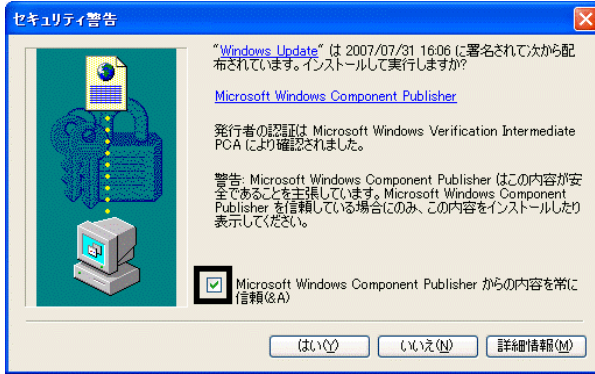 セキュリティ警告
"Windows Update" は 2007/07/31 16:06 に署名されて次から配
布されています。インストールして実行しますか?
Microsoft Windows Component Publisher
発行者の認証は Microsoft Windows Verification Intermediate
PCA により確認されました。
警告: Microsoft Windows Component Publisher はこの内容が安
全であることを主張しています。Microsoft Windows Component
Publisher を信頼している場合にのみ、この内容をインストールしたり
表示してください。
Microsoft Windows Component Publisher からの内容を常に
信頼(&A)
はい(Y) いいえ(N) 詳細情報(M)